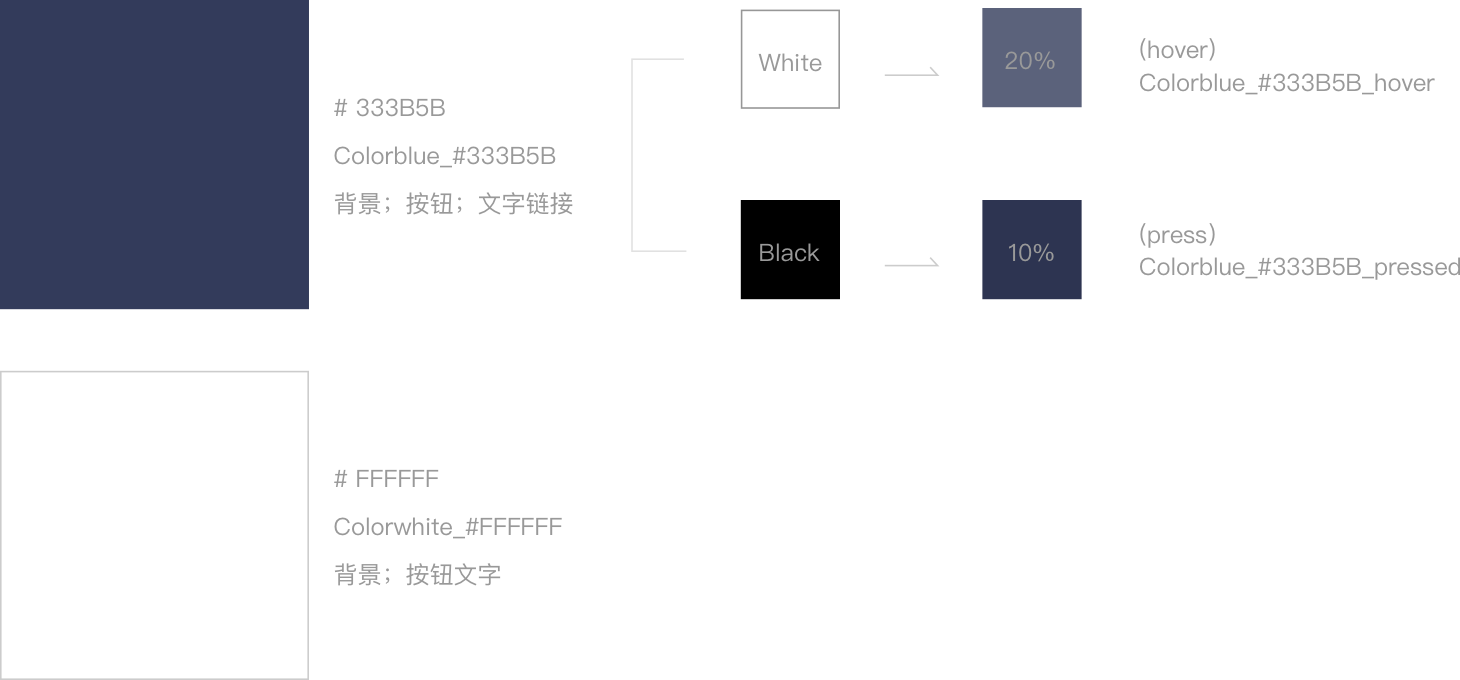 # 333B5B
Colorblue_#333B5B
背景；按钮；文字链接
White
20%
(hover)
Colorblue_#333B5B_hover
Black
10%
(press)
Colorblue_#333B5B_pressed
# FFFFFF
Colorwhite_#FFFFFF
背景；按钮文字